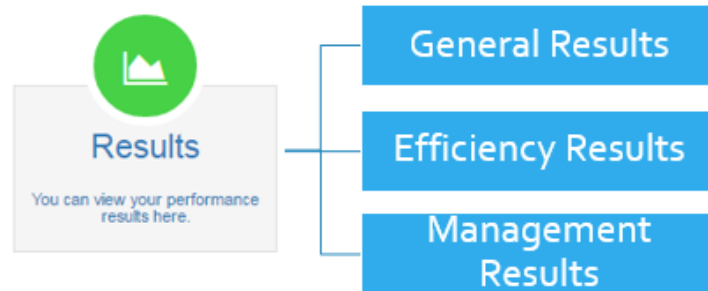 Results
You can view your performance
results here.
General Results
Efficiency Results
Management
Results